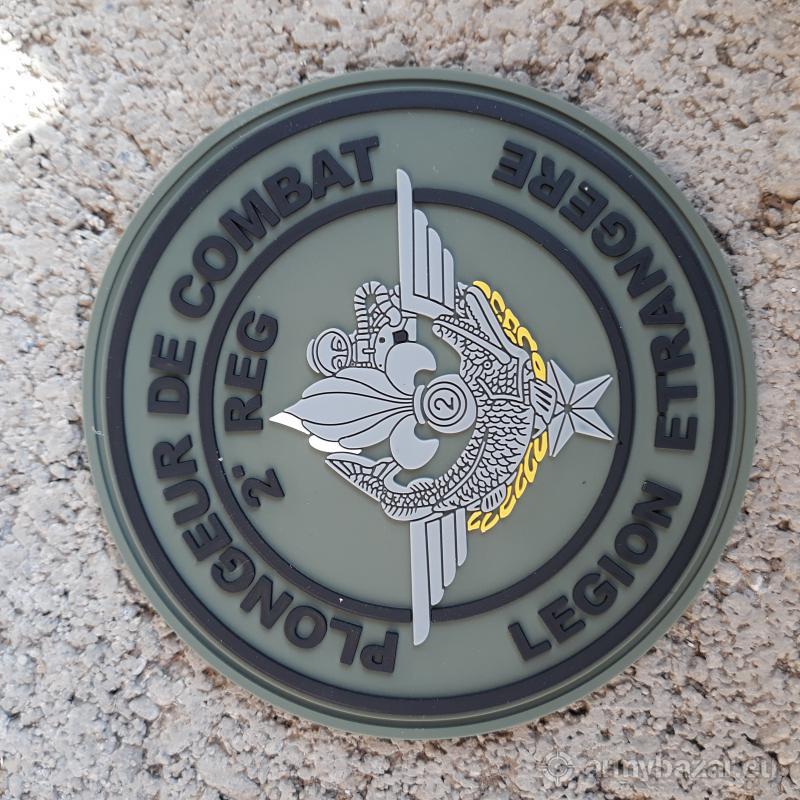 PLONGEUR DE COMBAT
2° REG
2
LEGION ETRANGERE
armybazar.eu